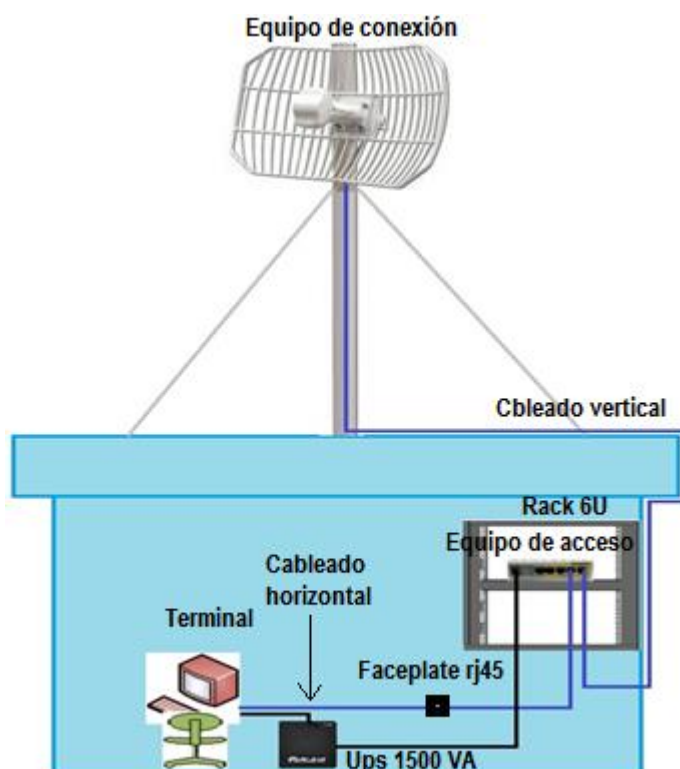 Equipo de conexión
Cbleado vertical
Rack 6U
Equipo de acceso
Cableado
horizontal
Terminal
Faceplate rj45
Ups 1500 VA